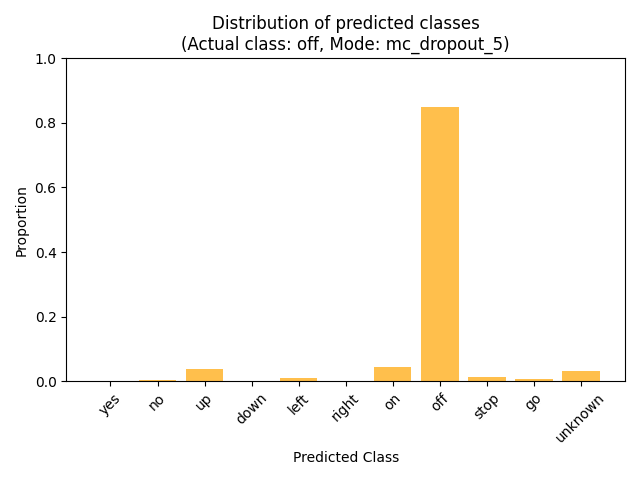 Distribution of predicted classes
(Actual class: off, Mode: mc_dropout_5)
1.0
0.8
0.6
0.4
0.2
0.0
Proportion
yes
no
up
down
left
right
on
off
stop
go
unknown
Predicted Class